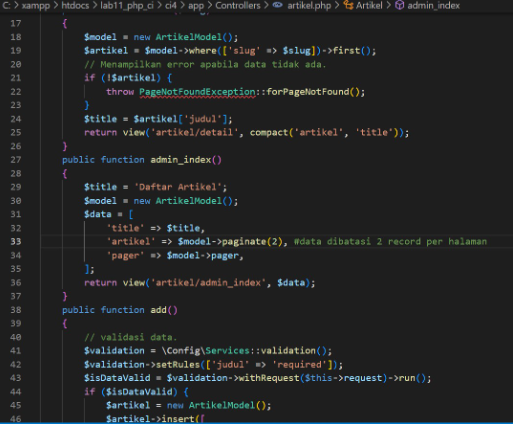 C: > xampp > htdocs > lab11_php_ci > ci4 > app > Controllers > artikel.php > Artikel > admin_index
17 {
18 $model = new ArtikelModel();
19 $artikel = $model->where(['slug' => $slug])->first();
20 // Menampilkan error apabila data tidak ada.
21 if (!$artikel) {
22 throw PageNotFoundException::forPageNotFound();
23 }
24 $title = $artikel['judul'];
25 return view('artikel/detail', compact('artikel', 'title'));
26 }
27 public function admin_index()
28 {
29 $title = 'Daftar Artikel';
30 $model = new ArtikelModel();
31 $data = [
32 'title' => $title,
33 'artikel' => $model->paginate(2), #data dibatasi 2 record per halaman
34 'pager' => $model->pager,
35 ];
36 return view('artikel/admin_index', $data);
37 }
38 public function add()
39 {
40 // validasi data.
41 $validation = \Config\Services::validation();
42 $validation->setRules(['judul' => 'required']);
43 $isDataValid = $validation->withRequest($this->request)->run();
44 if ($isDataValid) {
45 $artikel = new ArtikelModel();
46 $artikel->insert([